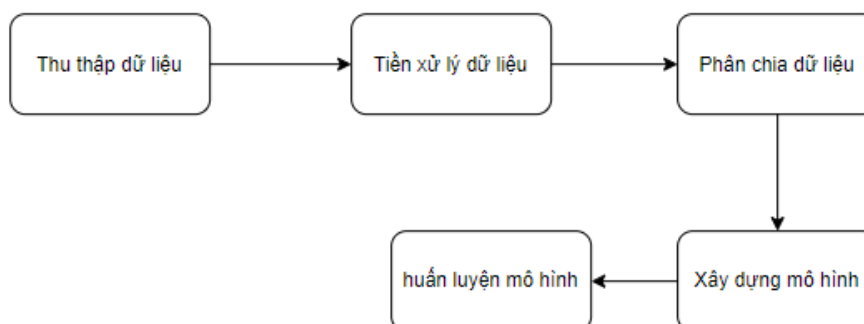 Thu thập dữ liệu
Tiền xử lý dữ liệu
Phân chia dữ liệu
Xây dựng mô hình
huấn luyện mô hình